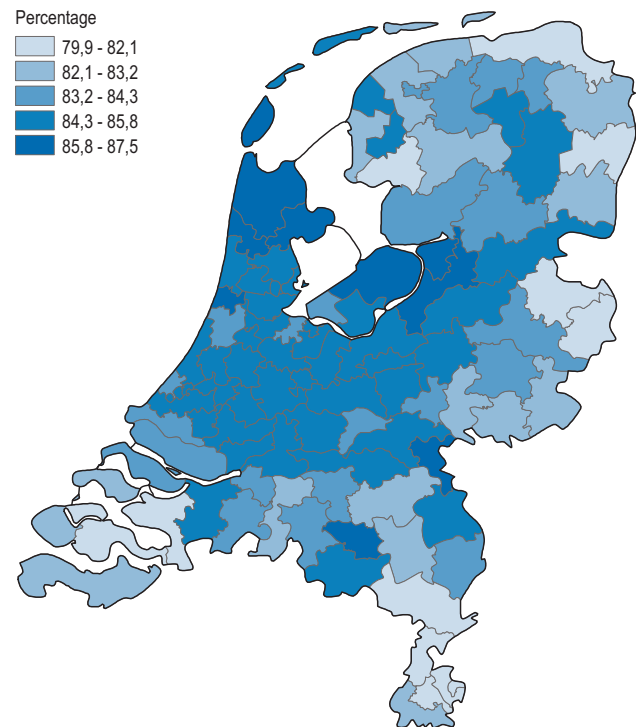 Percentage
79,9 - 82,1
82,1 - 83,2
83,2 - 84,3
84,3 - 85,8
85,8 - 87,5